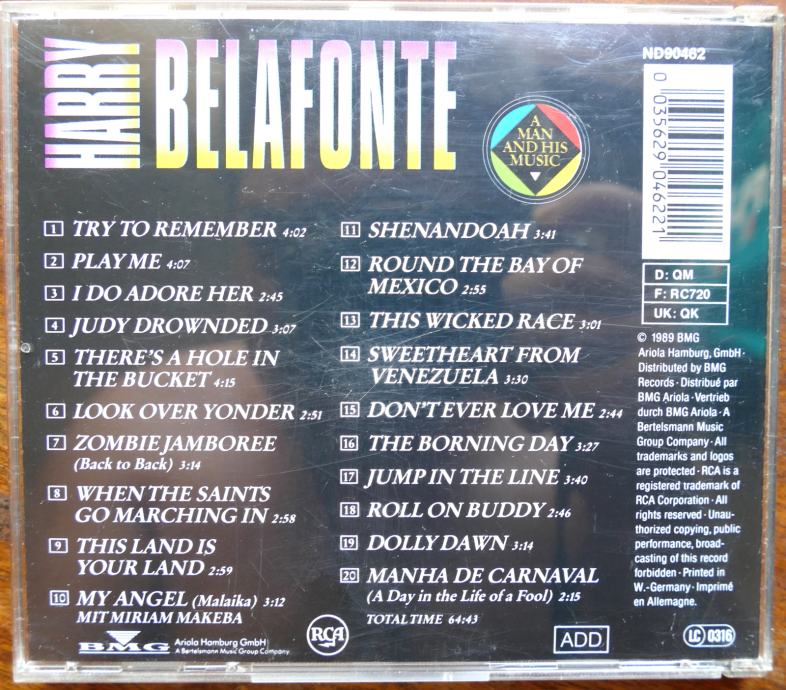 HARRY
BELAFONTE
A
MAN
AND HIS
MUSIC
ND90462
0 035629 046221
1 TRY TO REMEMBER 4:02
2 PLAY ME 4:07
3 I DO ADORE HER 2:45
4 JUDY DROWNDED 3:07
5 THERE'S A HOLE IN
THE BUCKET 4:15
6 LOOK OVER YONDER 2:51
7 ZOMBIE JAMBOREE
(Back to Back) 3:14
8 WHEN THE SAINTS
GO MARCHING IN 2:58
9 THIS LAND IS
YOUR LAND 2:59
10 MY ANGEL (Malaika) 3:12
MIT MIRIAM MAKEBA
11 SHENANDOAH 3:41
12 ROUND THE BAY OF
MEXICO 2:55
13 THIS WICKED RACE 3:01
14 SWEETHEART FROM
VENEZUELA 3:30
15 DON'T EVER LOVE ME 2:44
16 THE BORNING DAY 3:27
17 JUMP IN THE LINE 3:40
18 ROLL ON BUDDY 2:46
19 DOLLY DAWN 3:14
20 MANHA DE CARNAVAL
(A Day in the Life of a Fool) 2:15
TOTAL TIME 64:43
D: QM
F: RC720
UK: QK
© 1989 BMG
Ariola Hamburg, GmbH ·
Distributed by BMG
Records · Distribué par
BMG Ariola · Vertrieb
durch BMG Ariola · A
Bertelsmann Music
Group Company · All
trademarks and logos
are protected · RCA is a
registered trademark of
RCA Corporation · All
rights reserved · Unau-
thorized copying, public
performance, broad-
casting of this record
forbidden · Printed in
W.-Germany · Imprimé
en Allemagne.
BMG
Ariola Hamburg GmbH
A Bertelsmann Music Group Company
RCA
ADD
LC 0316